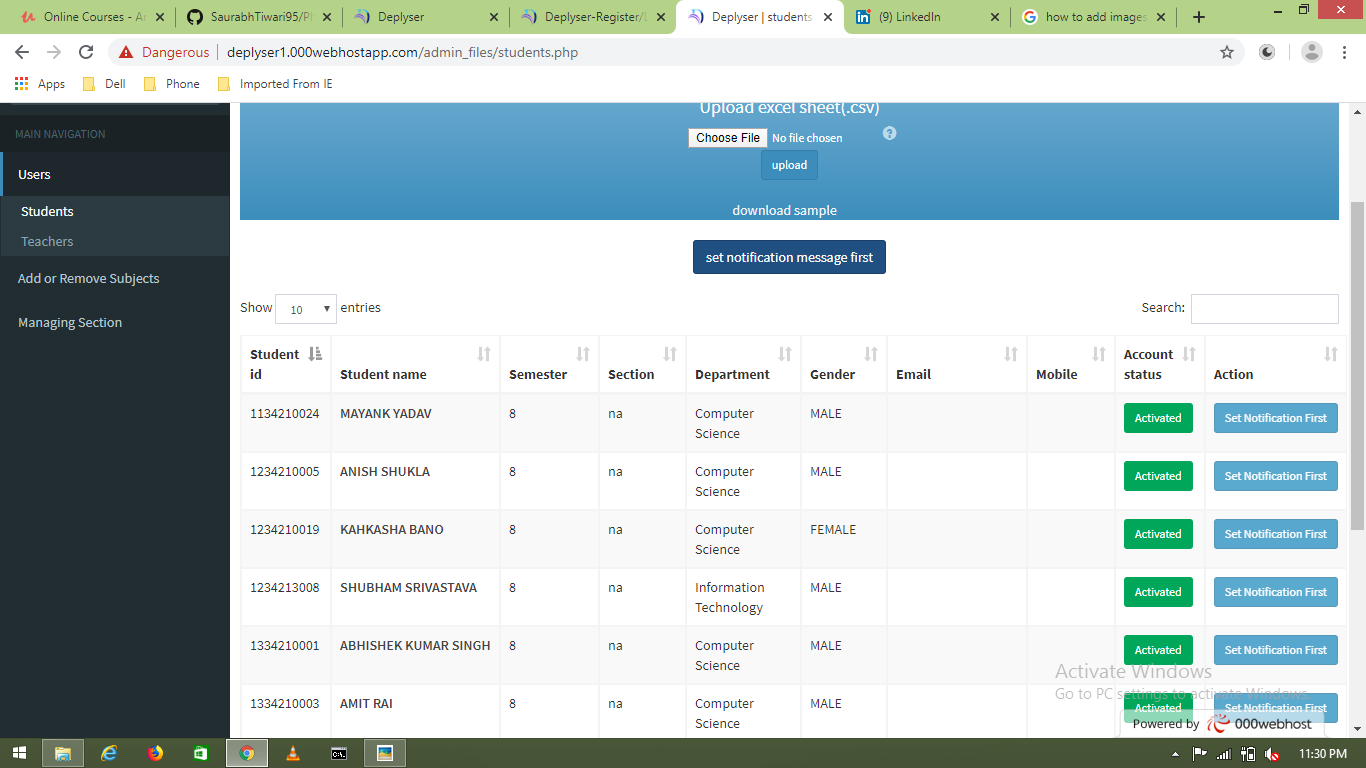 Online Courses - An
SaurabhTiwari95/Ph
Deplyser
Deplyser-Register/L
Deplyser | students
(9) LinkedIn
how to add images
Dangerous deplyser1.000webhostapp.com/admin_files/students.php
Apps Dell Phone Imported From IE
MAIN NAVIGATION
Users
Students
Teachers
Add or Remove Subjects
Managing Section
Upload excel sheet(.csv)
Choose File No file chosen ?
upload
download sample
set notification message first
Show 10 entries Search:
Student id Student name Semester Section Department Gender Email Mobile Account status Action
1134210024 MAYANK YADAV 8 na Computer Science MALE Activated Set Notification First
1234210005 ANISH SHUKLA 8 na Computer Science MALE Activated Set Notification First
1234210019 KAHKASHA BANO 8 na Computer Science FEMALE Activated Set Notification First
1234213008 SHUBHAM SRIVASTAVA 8 na Information Technology MALE Activated Set Notification First
1334210001 ABHISHEK KUMAR SINGH 8 na Computer Science MALE Activated Set Notification First
1334210003 AMIT RAI 8 na Computer Science MALE Activated Set Notification First
Activate Windows
Go to PC settings to activate Windows.
Powered by 000webhost
C:\_
11:30 PM